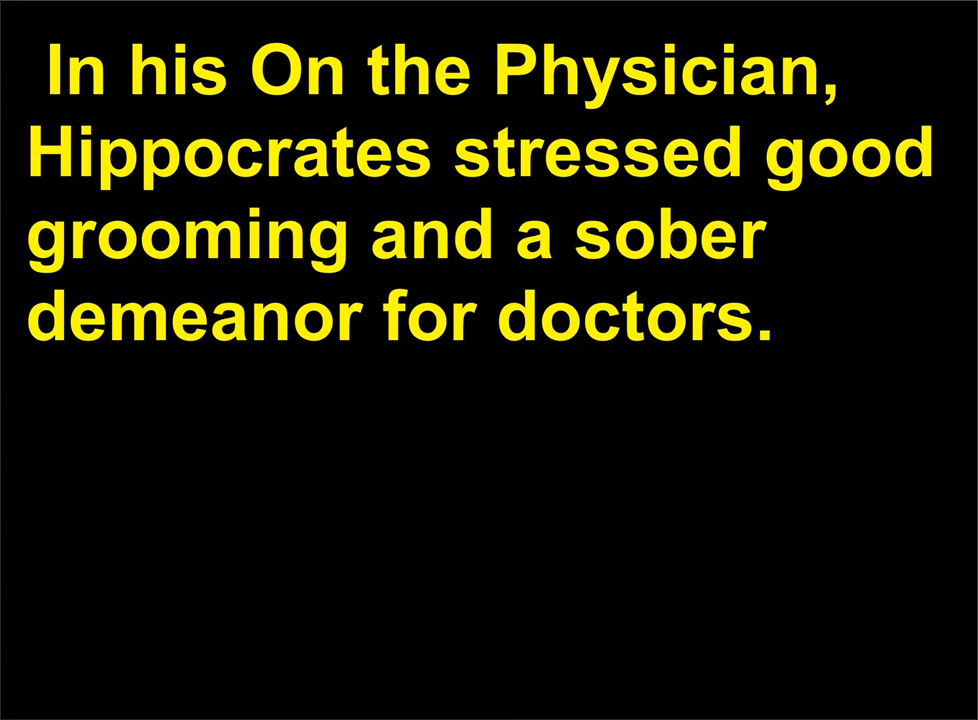 In his On the Physician,
Hippocrates stressed good
grooming and a sober
demeanor for doctors.